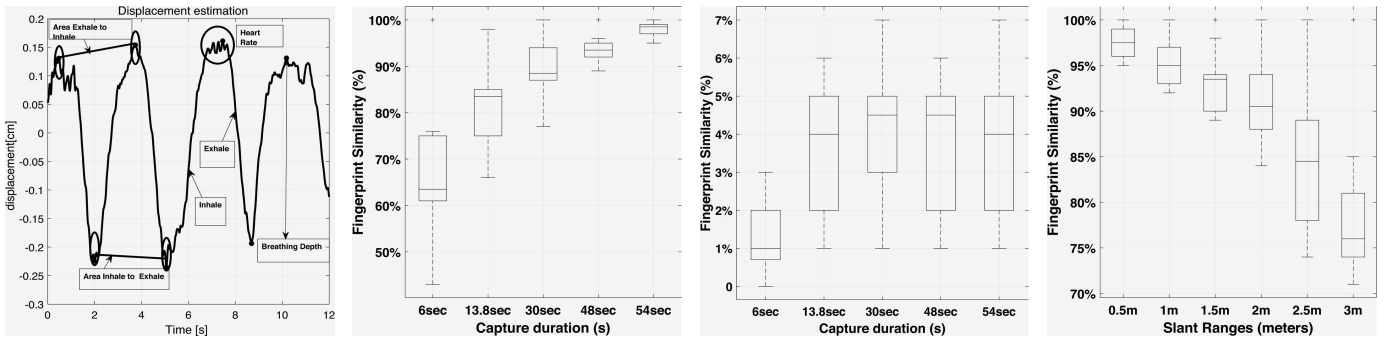 Displacement estimation
displacement[cm]
0.2
0.15
0.1
0.05
0
-0.05
-0.1
-0.15
-0.2
-0.25
-0.3
Area Exhale to
Inhale
Heart
Rate
Exhale
Inhale
Breathing Depth
Area Inhale to Exhale
0 2 4 6 8 10 12
Time [s]
Fingerprint Similarity (%)
100%
90%
80%
70%
60%
50%
6sec 13.8sec 30sec 48sec 54sec
Capture duration (s)
Fingerprint Similarity (%)
7%
6%
5%
4%
3%
2%
1%
0
6sec 13.8sec 30sec 48sec 54sec
Capture duration (s)
Fingerprint Similarity (%)
100%
95%
90%
85%
80%
75%
70%
0.5m 1m 1.5m 2m 2.5m 3m
Slant Ranges (meters)